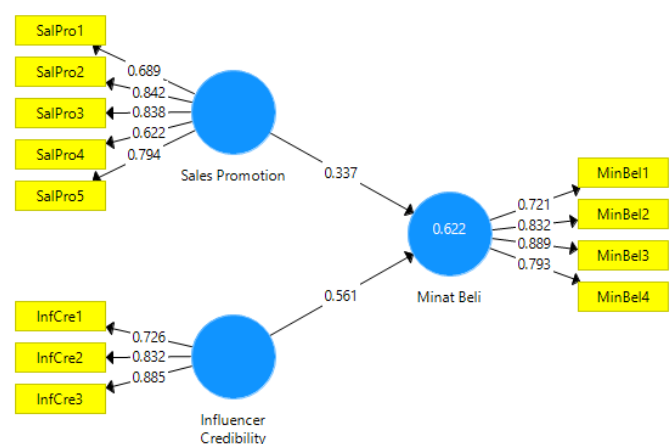 SalPro1
SalPro2
SalPro3
SalPro4
SalPro5
0.689
0.842
0.838
0.622
0.794
Sales Promotion
0.337
InfCre1
InfCre2
InfCre3
0.726
0.832
0.885
Influencer
Credibility
0.561
0.622
Minat Beli
0.721
0.832
0.889
0.793
MinBel1
MinBel2
MinBel3
MinBel4